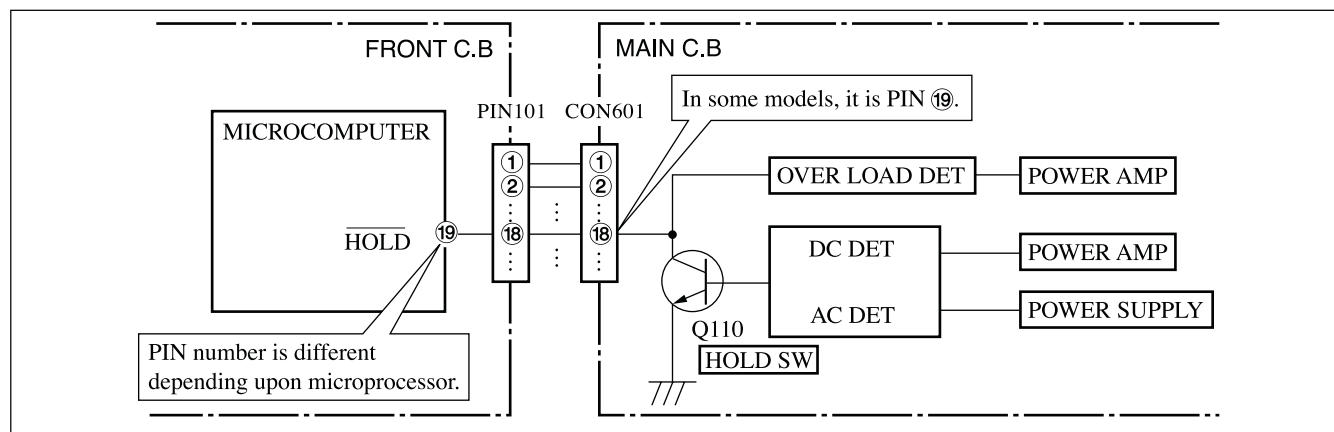 FRONT C.B
MAIN C.B
In some models, it is PIN ⑲.
PIN101 CON601
MICROCOMPUTER
① ①
② ②
⋮ ⋮ ⋮
HOLD ⑲ ⑱ ⑱
⋮ ⋮ ⋮
OVER LOAD DET POWER AMP
DC DET POWER AMP
AC DET POWER SUPPLY
Q110
HOLD SW
PIN number is different
depending upon microprocessor.